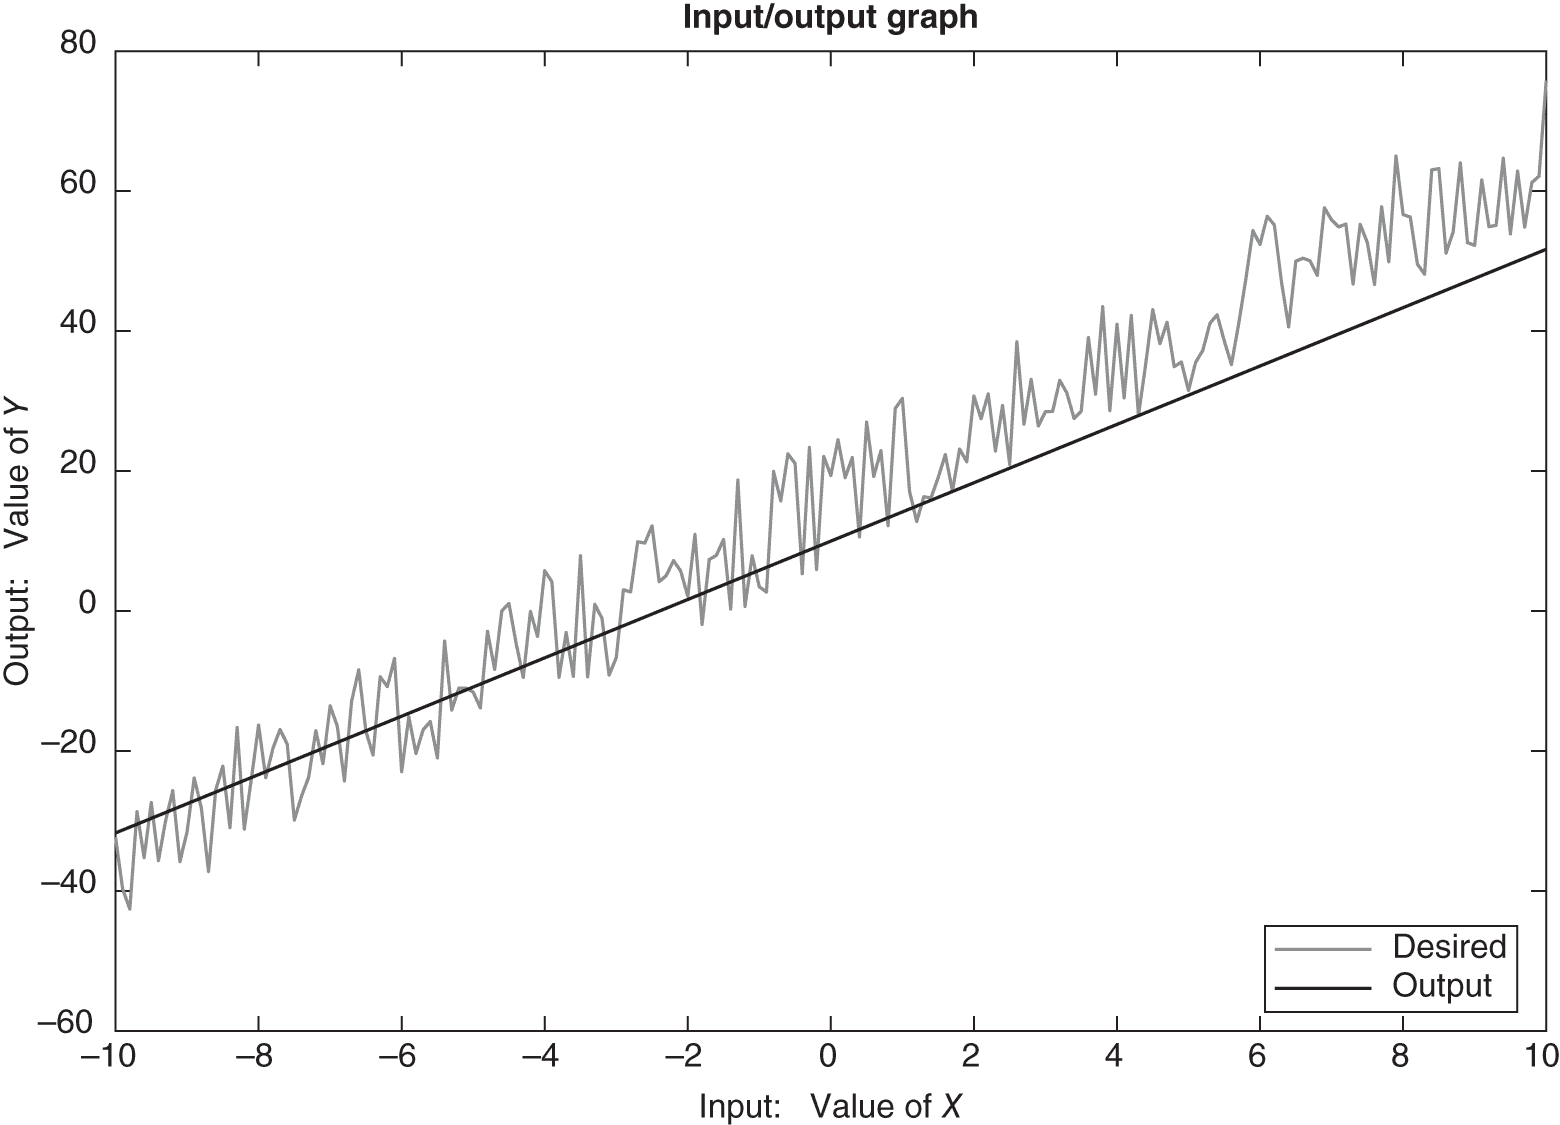 Input/output graph
80
60
40
20
0
–20
–40
–60
Output: Value of Y
–10 –8 –6 –4 –2 0 2 4 6 8 10
Input: Value of X
Desired
Output